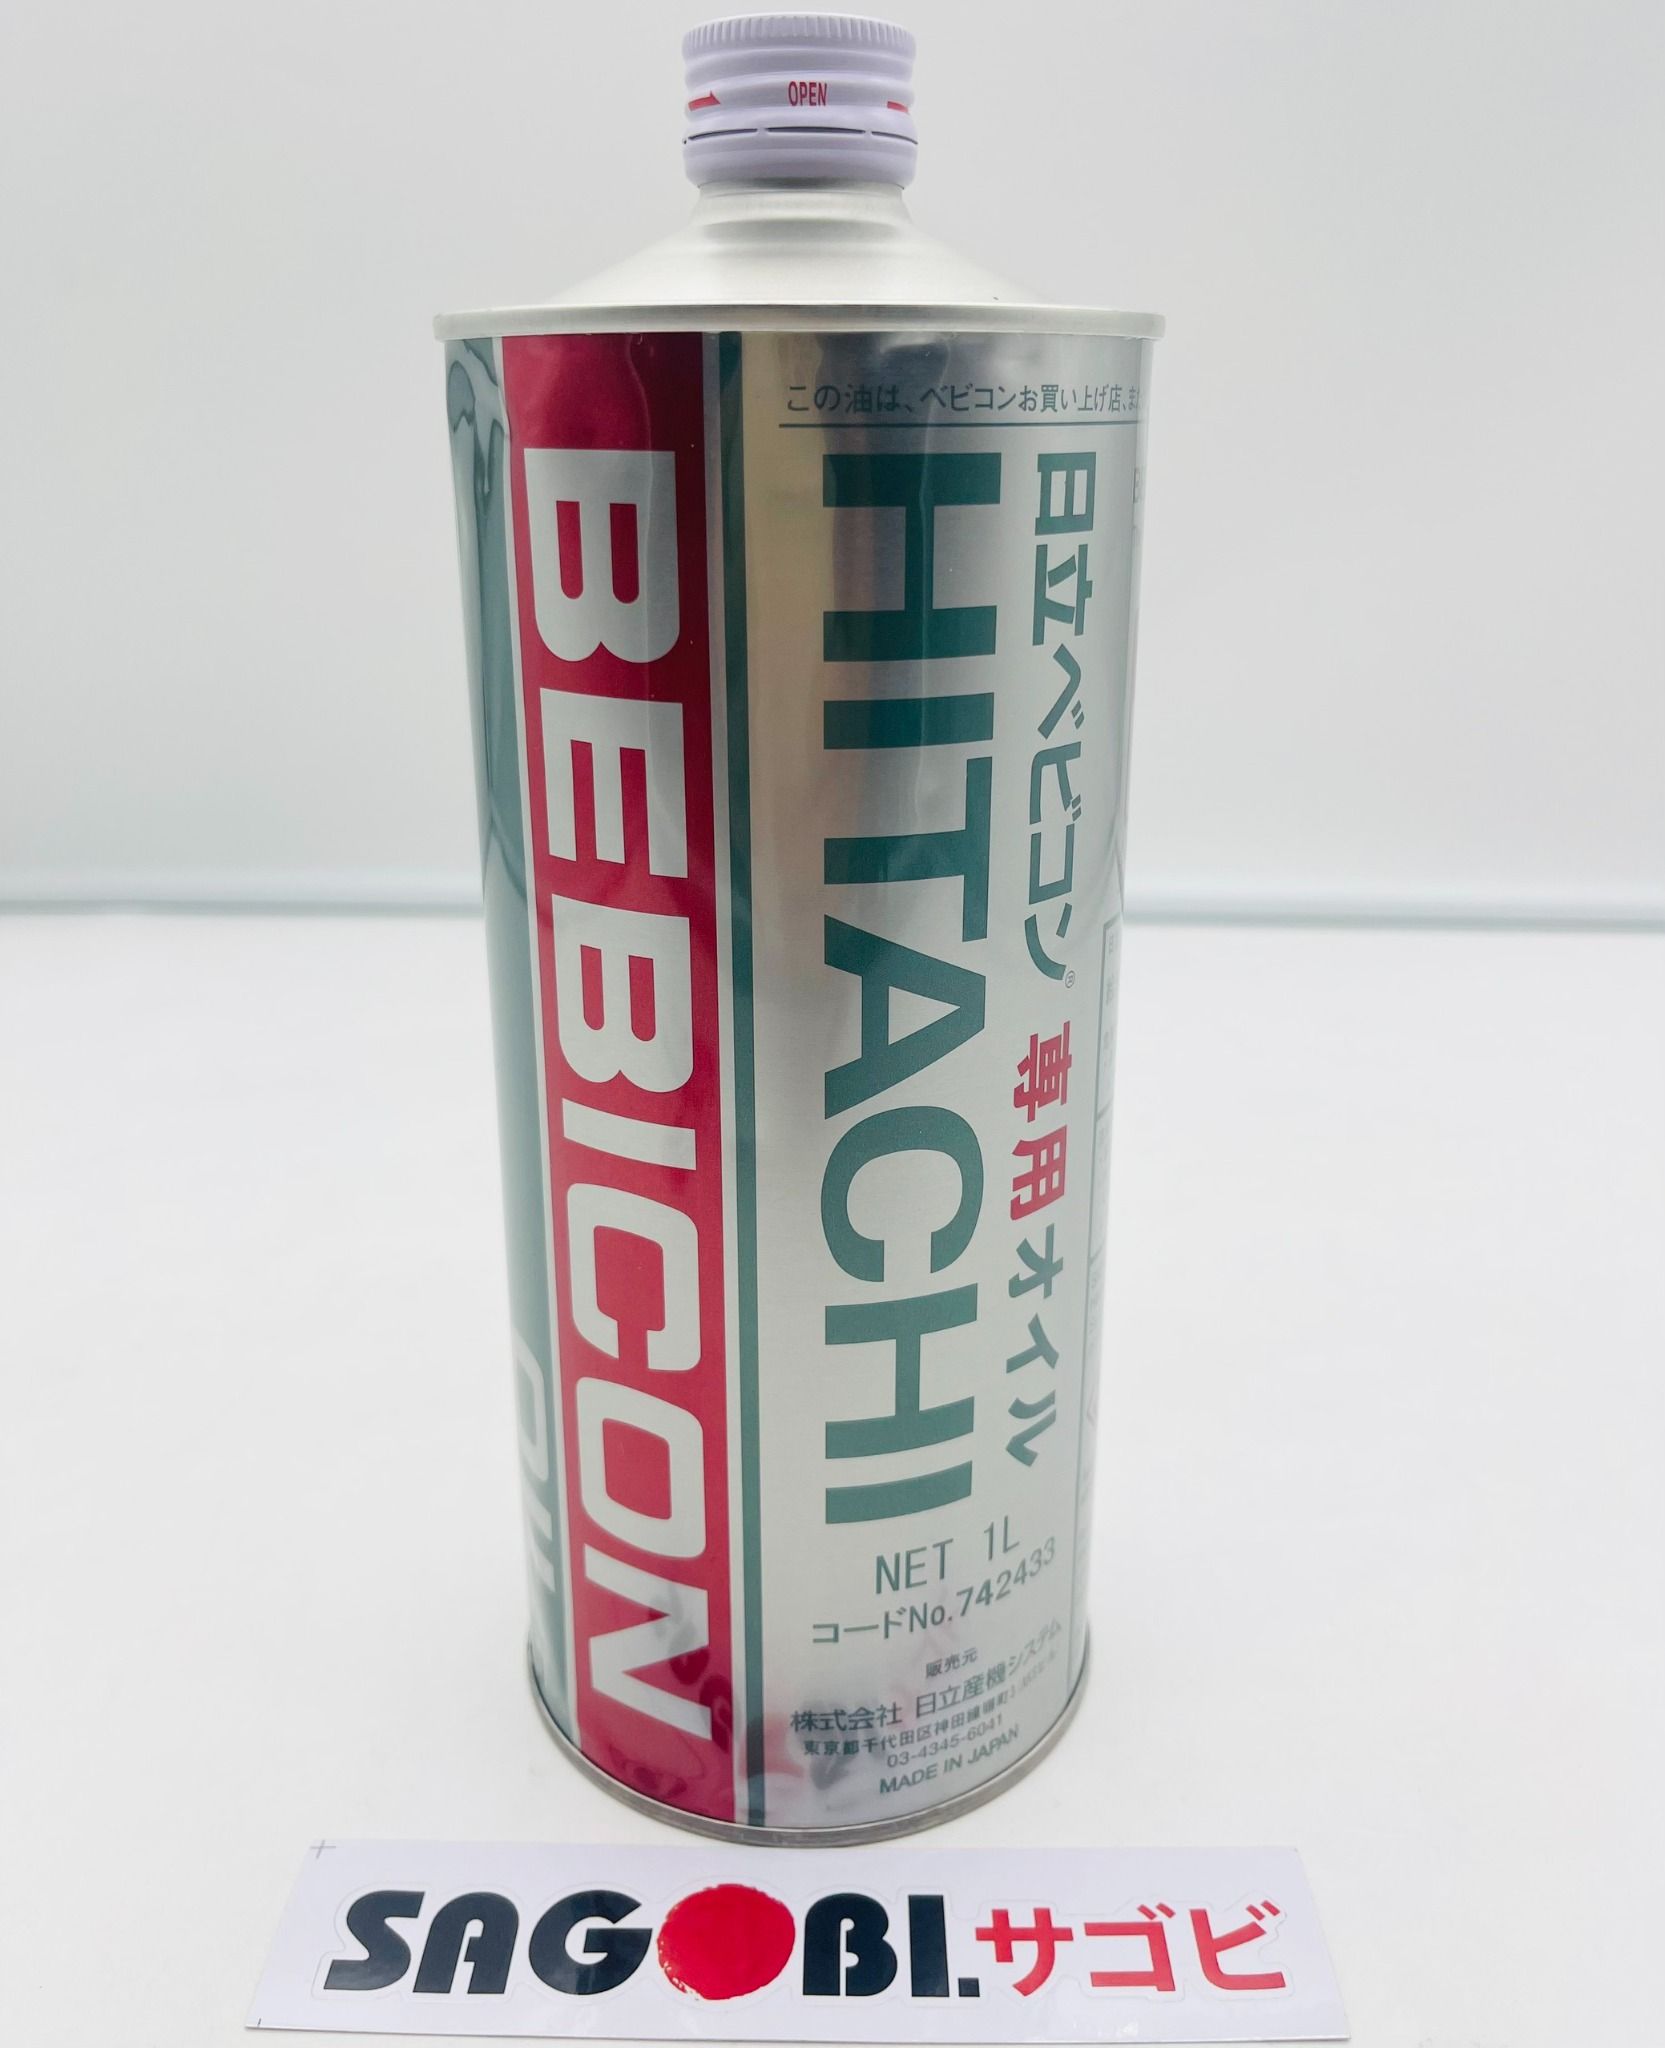 OPEN
この油は、ベビコンお買い上げ店、また
HITACHI
日立ベビコン® 専用オイル
BEBICON
NET 1L
コードNo.742433
販売元
株式会社 日立産機システム
東京都千代田区神田練塀町
03-4345-6041
MADE IN JAPAN
SAGOBI.サゴビ